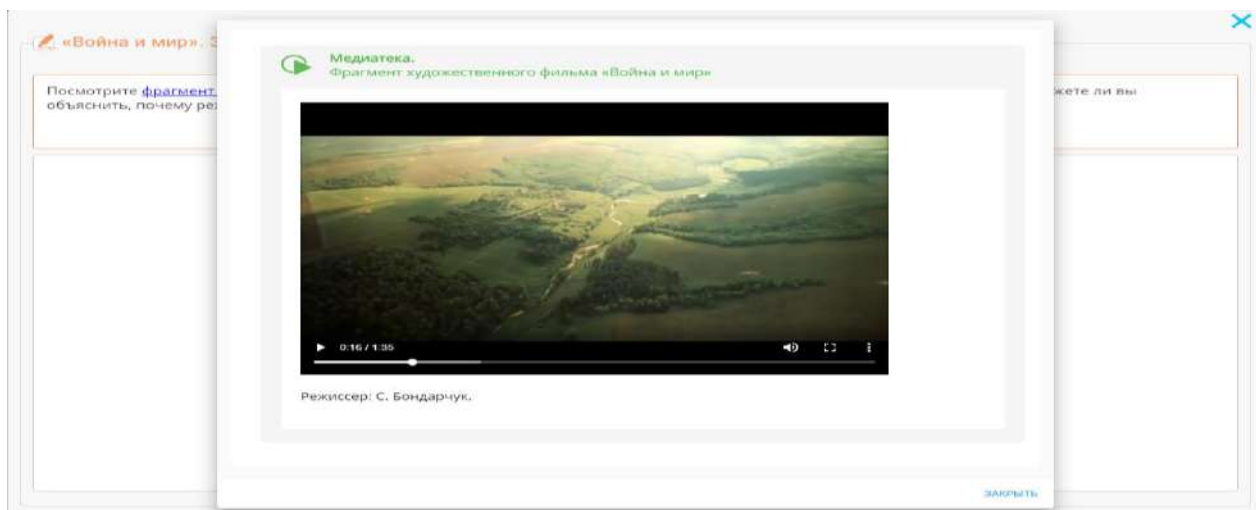 «Война и мир».
Медиатека.
Фрагмент художественного фильма «Война и мир»
Посмотрите фрагмент
жете ли вы
объяснить, почему
0:16 / 1:35
Режиссер: С. Бондарчук.
ЗАКРЫТЬ